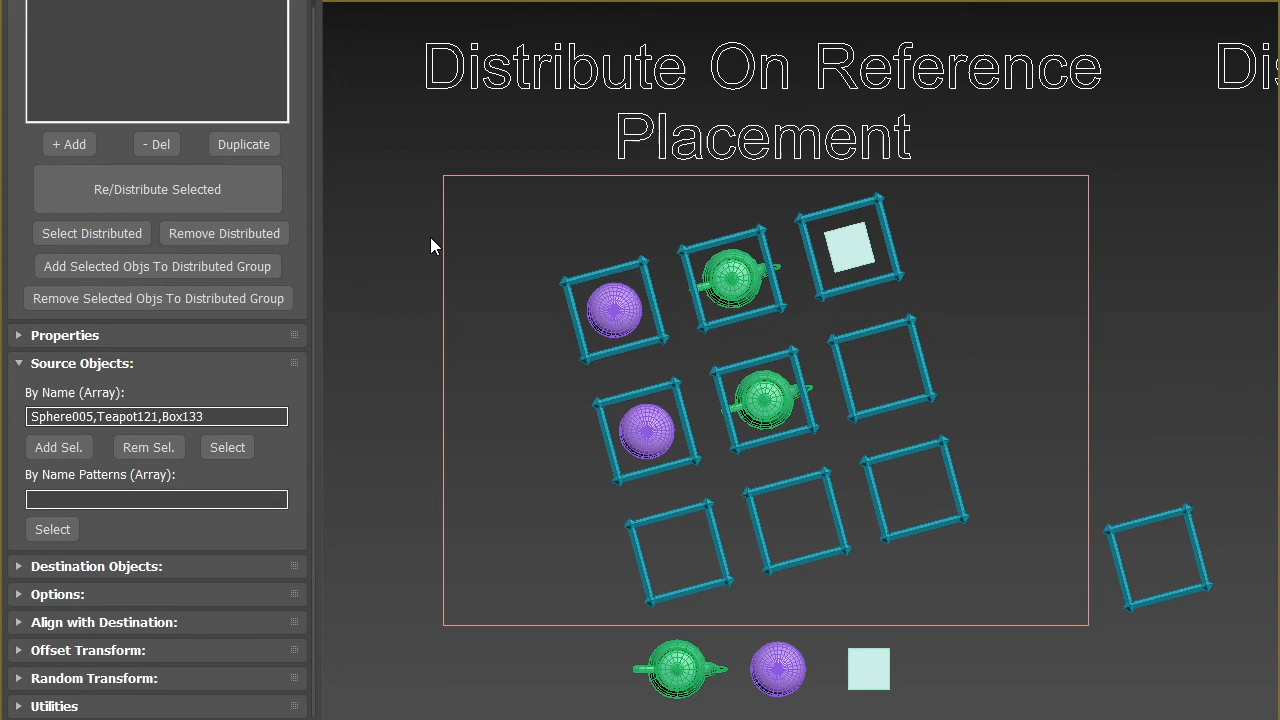 Distribute On Reference
Placement
Di
+ Add
- Del
Duplicate
Re/Distribute Selected
Select Distributed
Remove Distributed
Add Selected Objs To Distributed Group
Remove Selected Objs To Distributed Group
Properties
Source Objects:
By Name (Array):
Sphere005,Teapot121,Box133
Add Sel.
Rem Sel.
Select
By Name Patterns (Array):
Select
Destination Objects:
Options:
Align with Destination:
Offset Transform:
Random Transform:
Utilities